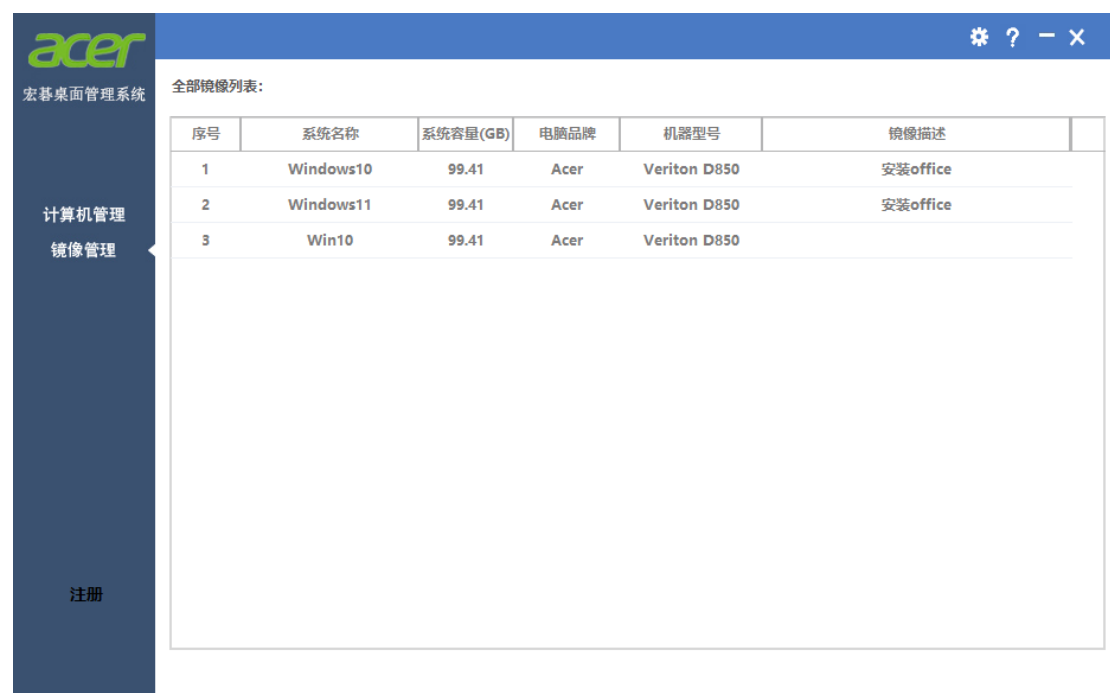 acer
宏碁桌面管理系统
计算机管理
镜像管理
注册
?
全部镜像列表：
序号 系统名称 系统容量(GB) 电脑品牌 机器型号 镜像描述
1 Windows10 99.41 Acer Veriton D850 安装office
2 Windows11 99.41 Acer Veriton D850 安装office
3 Win10 99.41 Acer Veriton D850